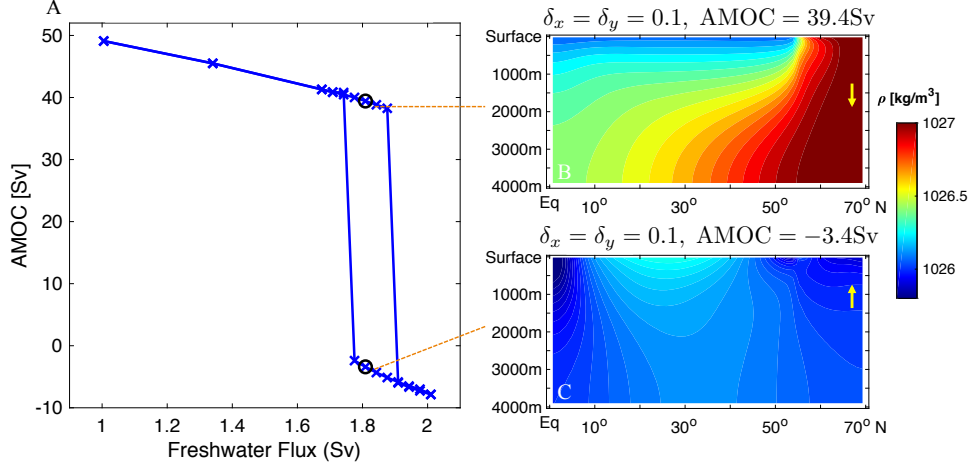 A
50
40
30
20
10
0
-10
AMOC [Sv]
1
1.2
1.4
1.6
1.8
2
Freshwater Flux (Sv)
δx = δy = 0.1, AMOC = 39.4Sv
Surface
1000m
2000m
3000m
4000m
B
Eq
10°
30°
50°
70° N
δx = δy = 0.1, AMOC = −3.4Sv
Surface
1000m
2000m
3000m
4000m
C
Eq
10°
30°
50°
70° N
ρ [kg/m³]
1027
1026.5
1026